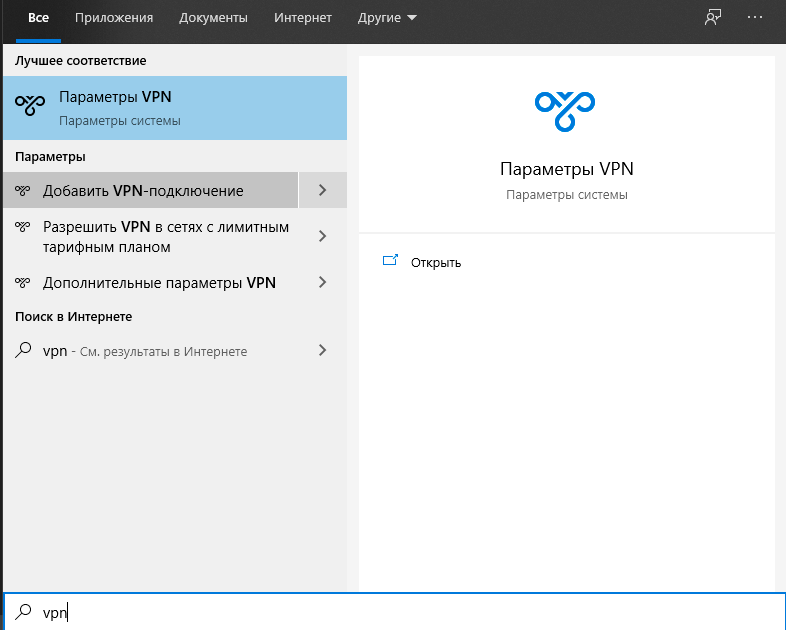 Все Приложения Документы Интернет Другие
Лучшее соответствие
Параметры VPN
Параметры системы
Параметры
Добавить VPN-подключение
Разрешить VPN в сетях с лимитным
тарифным планом
Дополнительные параметры VPN
Поиск в Интернете
vpn - См. результаты в Интернете
Параметры VPN
Параметры системы
Открыть
vpn